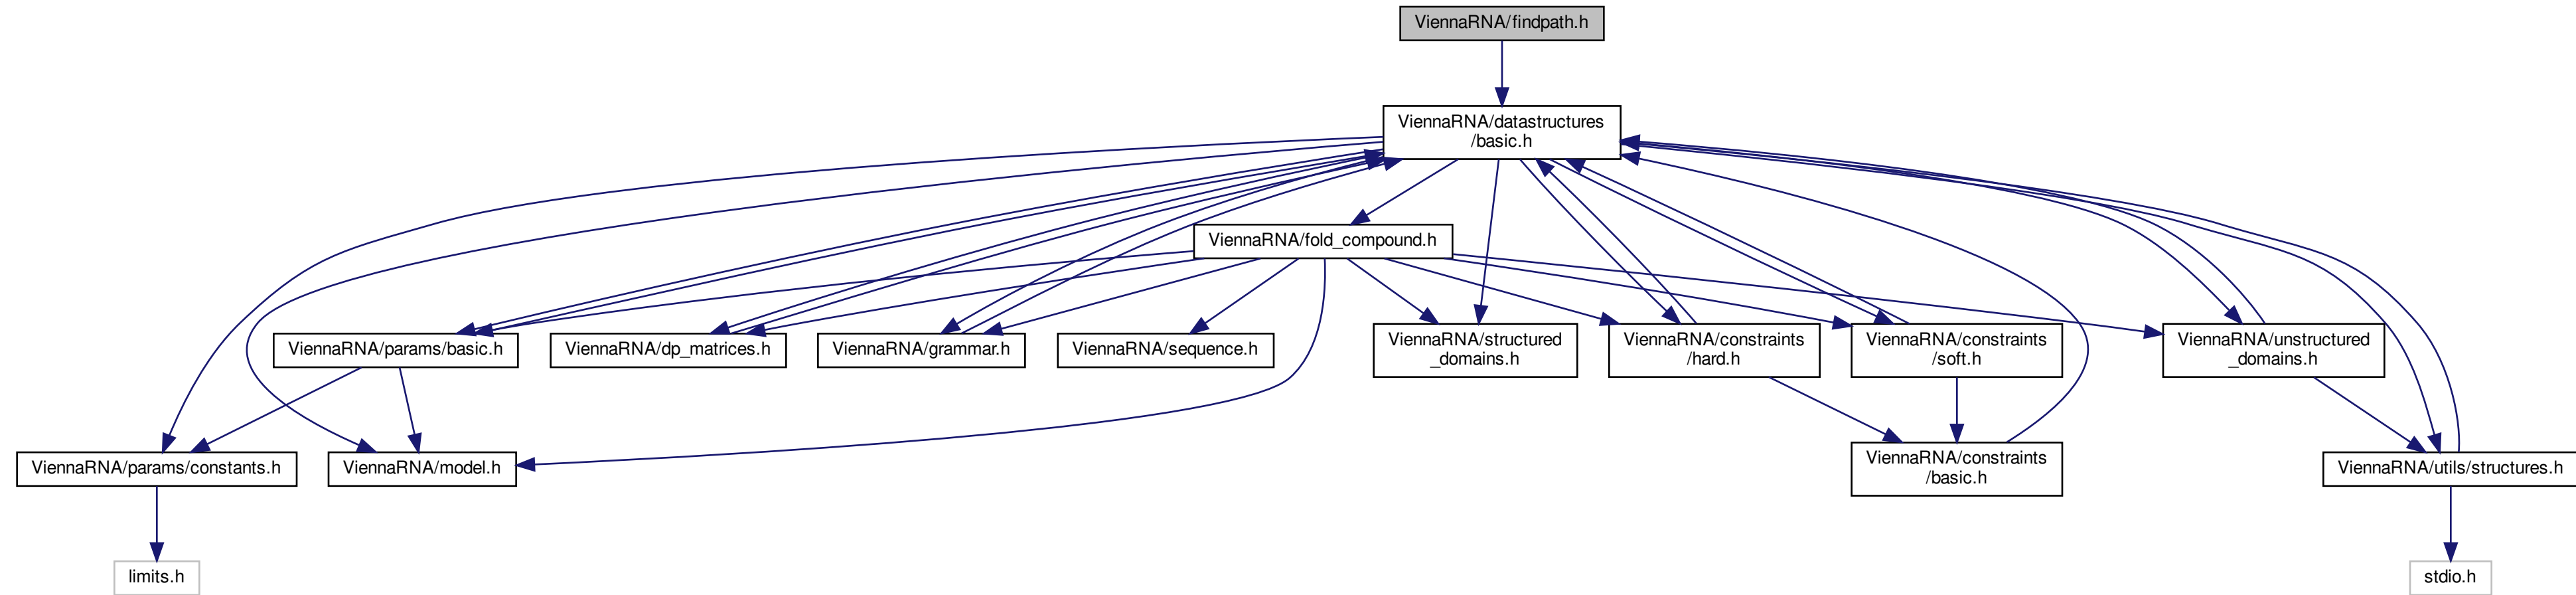 ViennaRNA/findpath.h
ViennaRNA/datastructures
/basic.h
ViennaRNA/fold_compound.h
ViennaRNA/params/basic.h
ViennaRNA/dp_matrices.h
ViennaRNA/grammar.h
ViennaRNA/sequence.h
ViennaRNA/structured
_domains.h
ViennaRNA/constraints
/hard.h
ViennaRNA/constraints
/soft.h
ViennaRNA/unstructured
_domains.h
ViennaRNA/params/constants.h
ViennaRNA/model.h
ViennaRNA/constraints
/basic.h
ViennaRNA/utils/structures.h
limits.h
stdio.h